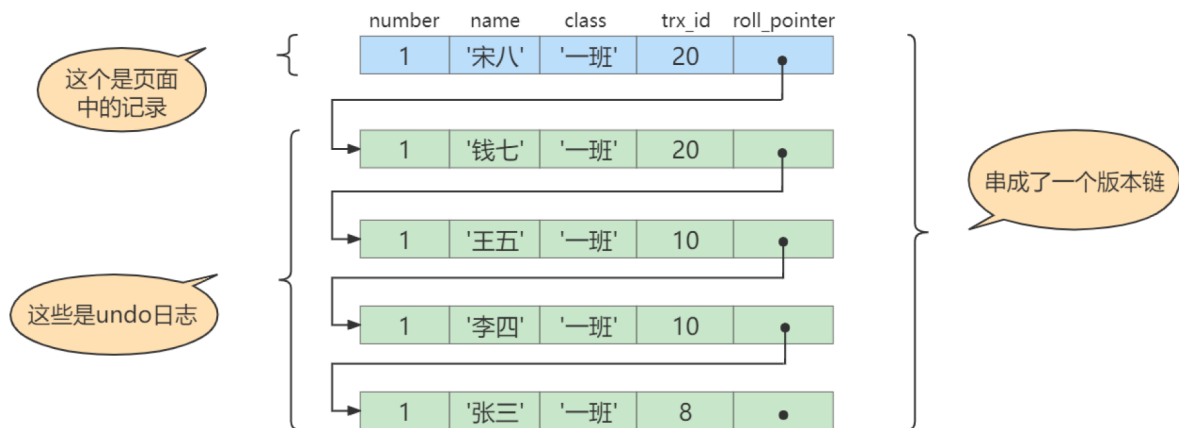 number name class trx_id roll_pointer
1 '宋八' '一班' 20
这个是页面
中的记录
1 '钱七' '一班' 20
串成了一个版本链
1 '王五' '一班' 10
这些是undo日志
1 '李四' '一班' 10
1 '张三' '一班' 8